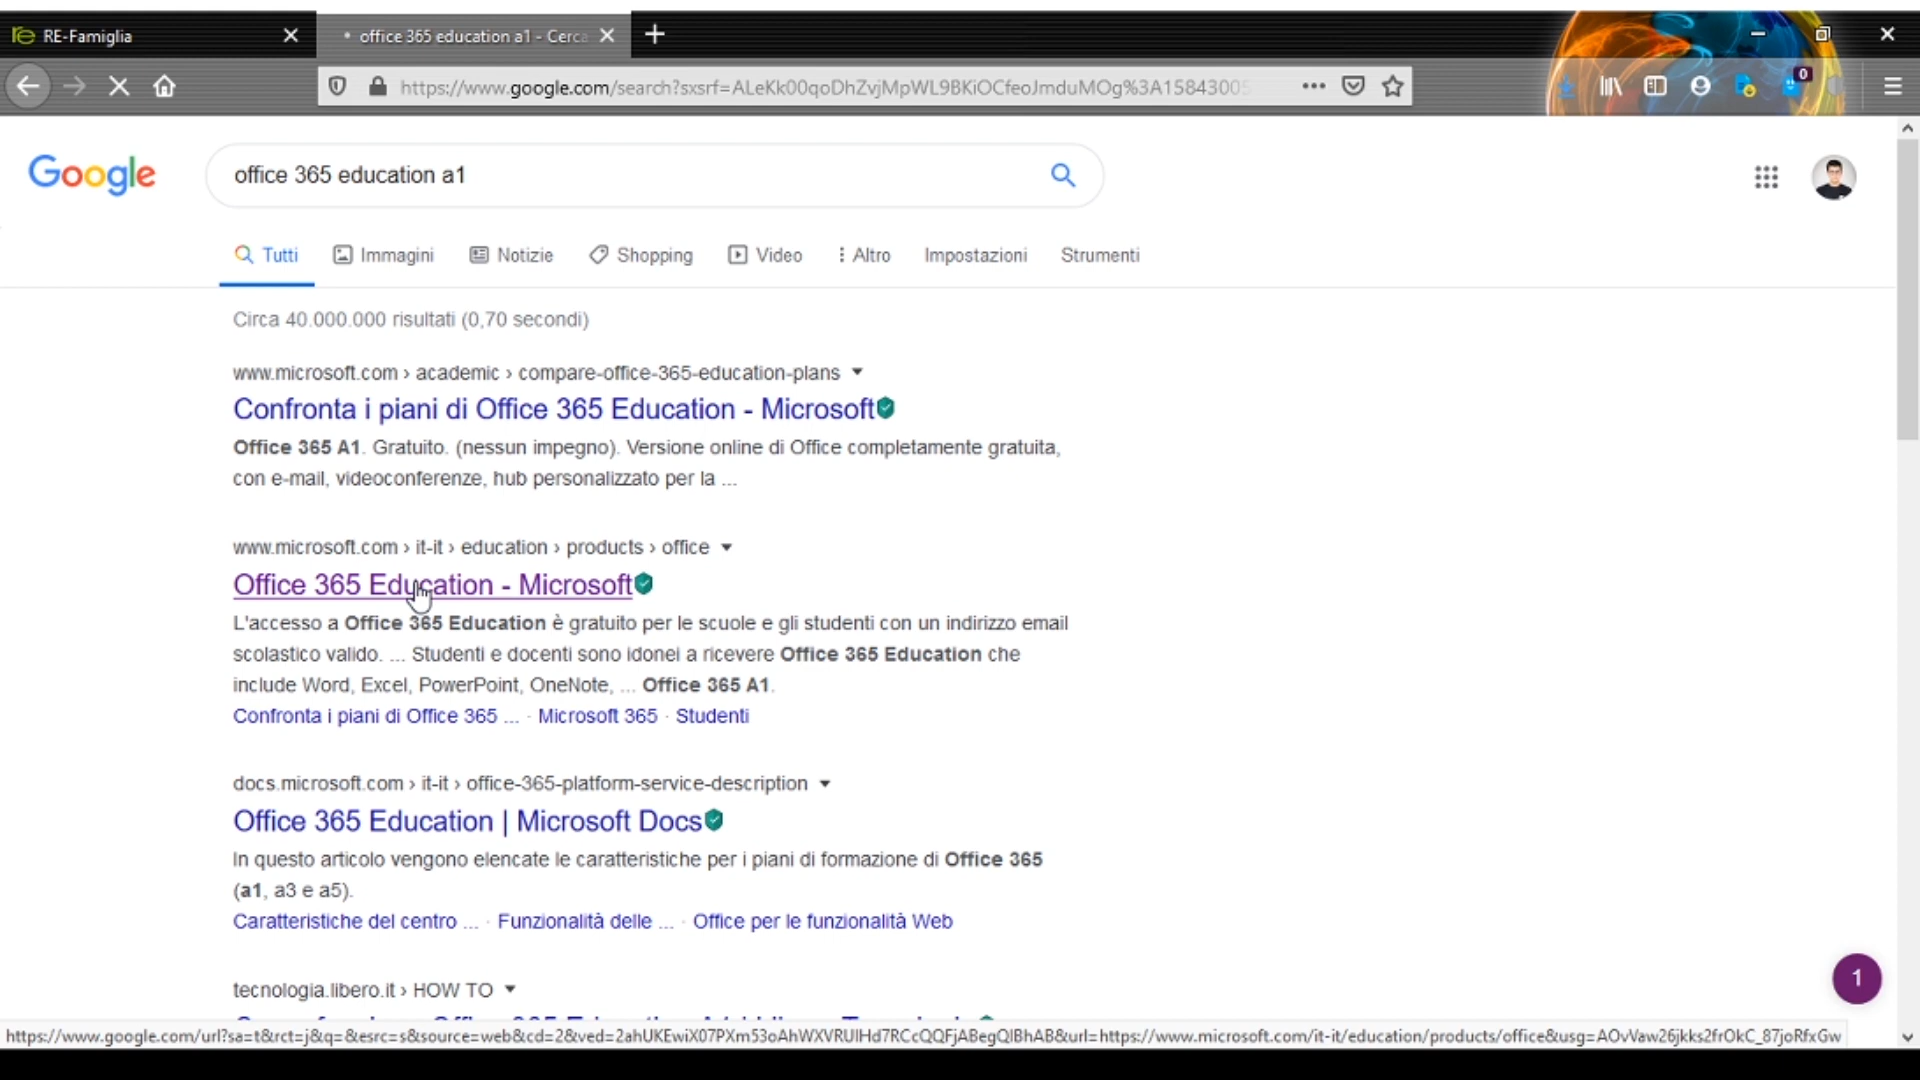 RE-Famiglia
office 365 education a1 - Cerca
https://www.google.com/search?sxsrf=ALeKk00qoDhZvjMpWL9BKiOCfeoJmduMOg%3A15843005
0
Google
office 365 education a1
Tutti
Immagini
Notizie
Shopping
Video
Altro
Impostazioni
Strumenti
Circa 40.000.000 risultati (0,70 secondi)
www.microsoft.com › academic › compare-office-365-education-plans
Confronta i piani di Office 365 Education - Microsoft
Office 365 A1. Gratuito. (nessun impegno). Versione online di Office completamente gratuita,
con e-mail, videoconferenze, hub personalizzato per la ...
www.microsoft.com › it-it › education › products › office
Office 365 Education - Microsoft
L'accesso a Office 365 Education è gratuito per le scuole e gli studenti con un indirizzo email
scolastico valido. ... Studenti e docenti sono idonei a ricevere Office 365 Education che
include Word, Excel, PowerPoint, OneNote, ... Office 365 A1.
Confronta i piani di Office 365 ... · Microsoft 365 · Studenti
docs.microsoft.com › it-it › office-365-platform-service-description
Office 365 Education | Microsoft Docs
In questo articolo vengono elencate le caratteristiche per i piani di formazione di Office 365
(a1, a3 e a5).
Caratteristiche del centro ... · Funzionalità delle ... · Office per le funzionalità Web
1
tecnologia.libero.it › HOW TO
https://www.google.com/url?sa=t&rct=j&q=&esrc=s&source=web&cd=2&ved=2ahUKEwiX07PXm53oAhWXVRUIHd7RCcQQFjABegQIBhAB&url=https://www.microsoft.com/it-it/education/products/office&usg=AOvVaw26jkks2frOkC_87joRfxGw